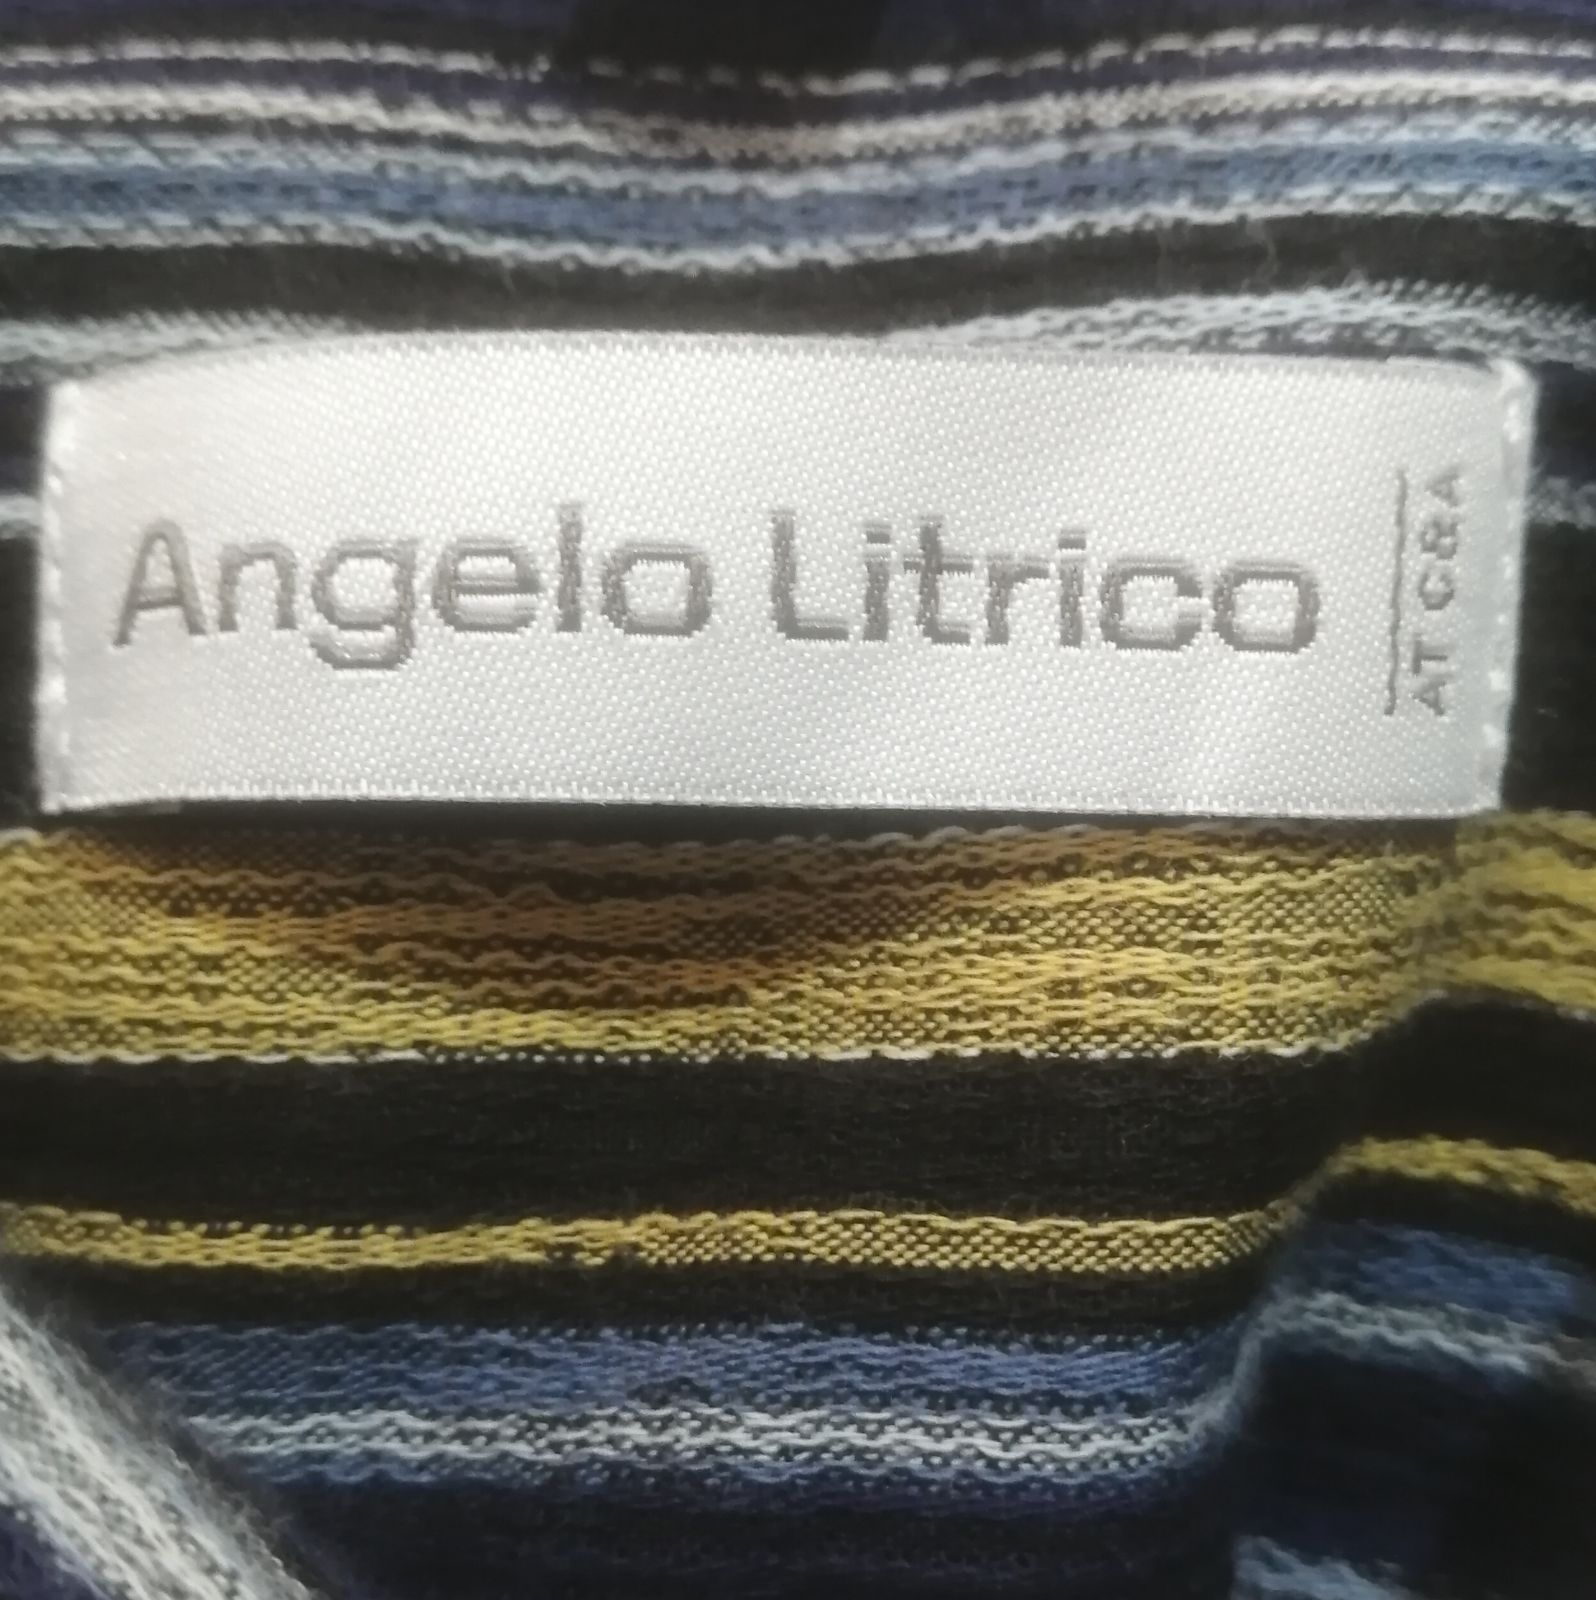 Angelo Litrico
AT C&A